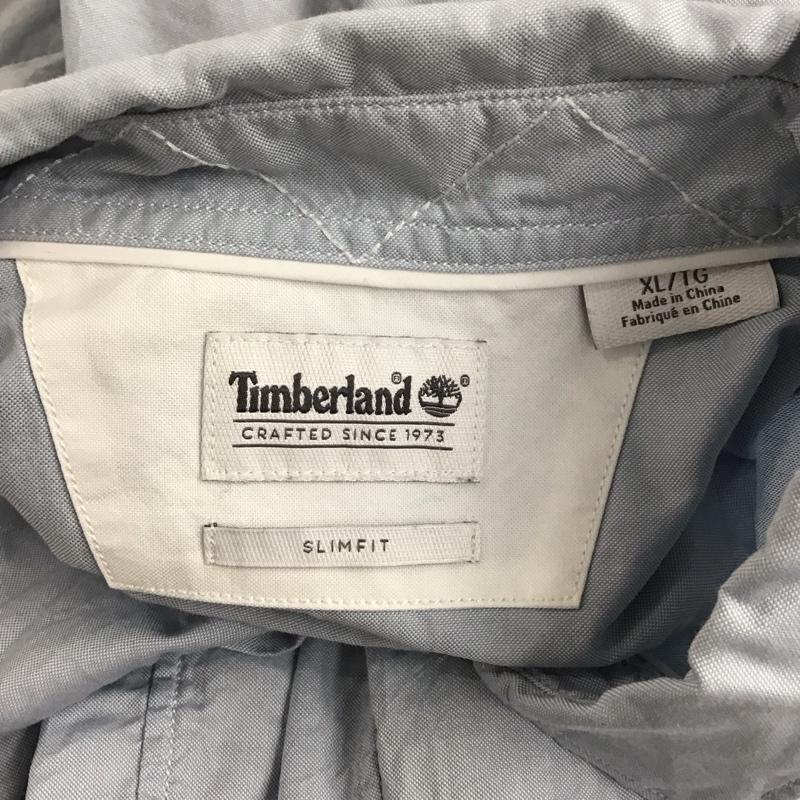 XL/TG
Made in China
Fabriqué en Chine
Timberland®
CRAFTED SINCE 1973
SLIMFIT